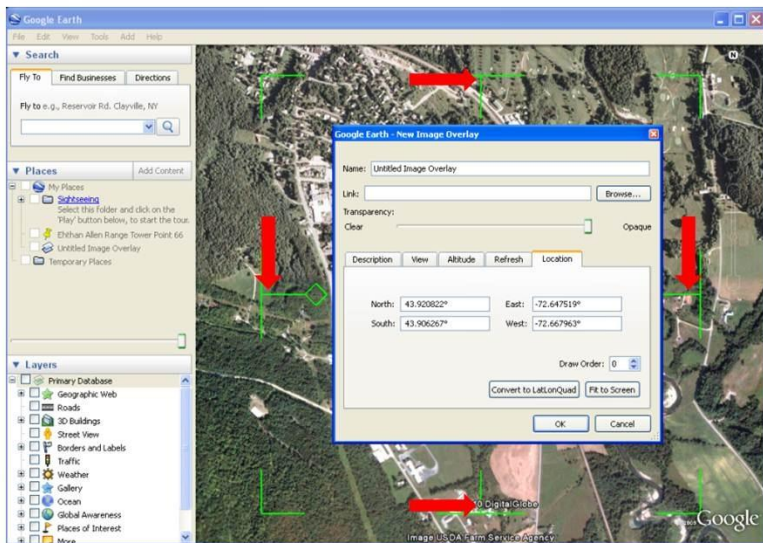 Google Earth
File Edit View Tools Add Help
Search
Fly To Find Businesses Directions
Fly to e.g., Reservoir Rd. Clayville, NY
Places Add Content
My Places
Sightseeing
Select this folder and click on the
'Play' button below, to start the tour.
Ehthan Allen Range Tower Point 66
Untitled Image Overlay
Temporary Places
Layers
Primary Database
Geographic Web
Roads
3D Buildings
Street View
Borders and Labels
Traffic
Weather
Gallery
Ocean
Global Awareness
Places of Interest
More
N
Google Earth - New Image Overlay
Name: Untitled Image Overlay
Link: Browse...
Transparency:
Clear Opaque
Description View Altitude Refresh Location
North: 43.920822° East: -72.647519°
South: 43.906267° West: -72.667963°
Draw Order: 0
Convert to LatLonQuad Fit to Screen
OK Cancel
DigitalGlobe
Image USDA Farm Service Agency
Google